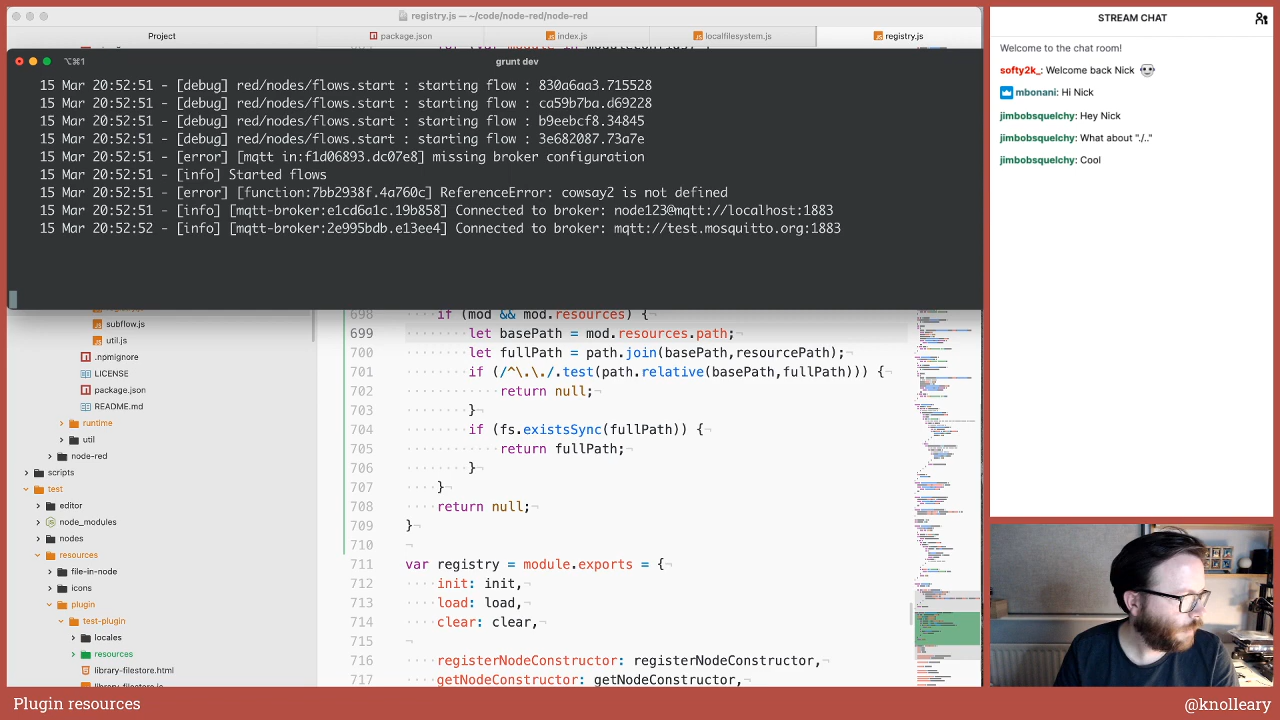 registry.js — ~/code/node-red/node-red
Project
package.json
index.js
localfilesystem.js
registry.js
⌥⌘1
grunt dev
15 Mar 20:52:51 - [debug] red/nodes/flows.start : starting flow : 830a6aa3.715528
15 Mar 20:52:51 - [debug] red/nodes/flows.start : starting flow : ca59b7ba.d69228
15 Mar 20:52:51 - [debug] red/nodes/flows.start : starting flow : b9eebcf8.34845
15 Mar 20:52:51 - [debug] red/nodes/flows.start : starting flow : 3e682087.73a7e
15 Mar 20:52:51 - [error] [mqtt in:f1d06893.dc07e8] missing broker configuration
15 Mar 20:52:51 - [info] Started flows
15 Mar 20:52:51 - [error] [function:7bb2938f.4a760c] ReferenceError: cowsay2 is not defined
15 Mar 20:52:51 - [info] [mqtt-broker:e1cd6a1c.19b858] Connected to broker: node123@mqtt://localhost:1883
15 Mar 20:52:52 - [info] [mqtt-broker:2e995bdb.e13ee4] Connected to broker: mqtt://test.mosquitto.org:1883
subflow.js
util.js
.npmignore
LICENSE
package.json
README.md
runtime
util
node-red
scripts
test
editor
node_modules
nodes
resources
file-in-node
icons
plugin
test-plugin
locales
resources
library-filestore.html
698 if (mod && mod.resources) {
699 let basePath = mod.resources.path;
700 let fullPath = path.join(basePath,resourcePath);
701 if (/^\.\./.test(path.relative(basePath,fullPath))) {
702 return null;
703 }
704 if (fs.existsSync(fullPath)) {
705 return fullPath;
706 }
707 }
708 return null;
709 }
710
711 var registry = module.exports = {
712 init: init,
713 load: load,
714 clear: clear,
715
716 registerNodeConstructor: registerNodeConstructor,
717 getNodeConstructor: getNodeConstructor,
STREAM CHAT
Welcome to the chat room!
softy2k_: Welcome back Nick
mbonani: Hi Nick
jimbobsquelchy: Hey Nick
jimbobsquelchy: What about "./.."
jimbobsquelchy: Cool
Plugin resources
@knolleary